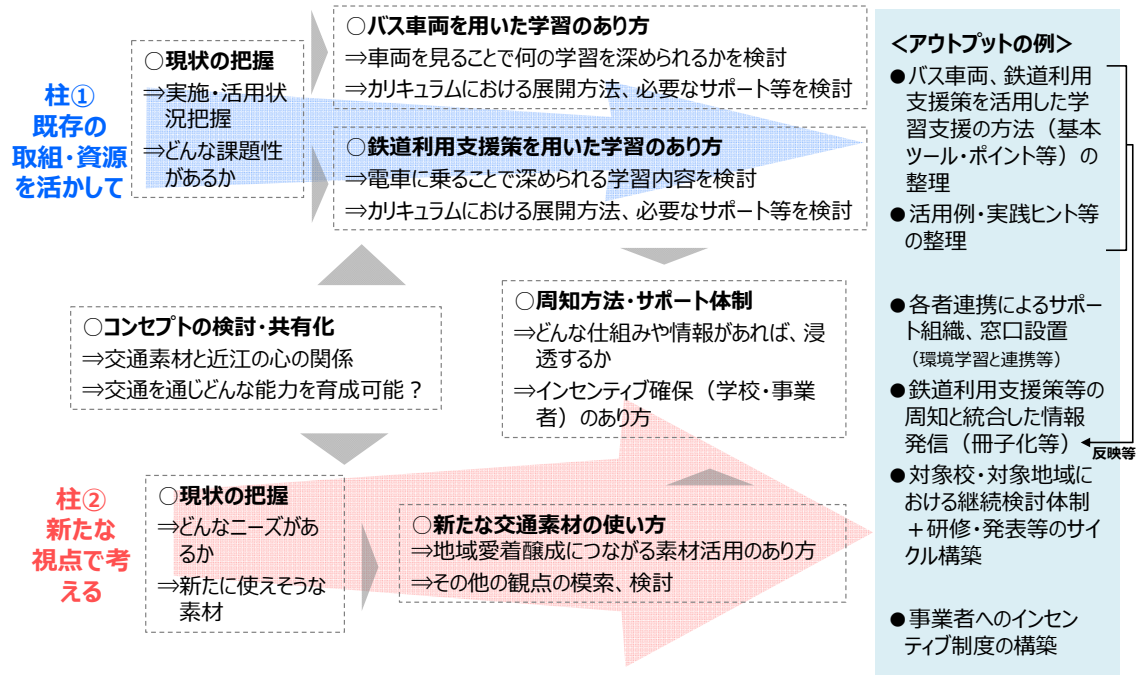 柱①
既存の
取組・資源
を活かして
○現状の把握
⇒実施・活用状
況把握
⇒どんな課題性
があるか
○バス車両を用いた学習のあり方
⇒車両を見ることで何の学習を深められるかを検討
⇒カリキュラムにおける展開方法、必要なサポート等を検討
○鉄道利用支援策を用いた学習のあり方
⇒電車に乗ることで深められる学習内容を検討
⇒カリキュラムにおける展開方法、必要なサポート等を検討
○コンセプトの検討・共有化
⇒交通素材と近江の心の関係
⇒交通を通じどんな能力を育成可能？
○周知方法・サポート体制
⇒どんな仕組みや情報があれば、浸
透するか
⇒インセンティブ確保（学校・事業
者）のあり方
柱②
新たな
視点で考
える
○現状の把握
⇒どんなニーズがあ
るか
⇒新たに使えそうな
素材
○新たな交通素材の使い方
⇒地域愛着醸成につながる素材活用のあり方
⇒その他の観点の模索、検討
＜アウトプットの例＞
●バス車両、鉄道利用
支援策を活用した学
習支援の方法（基本
ツール・ポイント等）の
整理
●活用例・実践ヒント等
の整理
●各者連携によるサポー
ト組織、窓口設置
（環境学習と連携等）
●鉄道利用支援策等の
周知と統合した情報
発信（冊子化等）
反映等
●対象校・対象地域に
おける継続検討体制
＋研修・発表等のサイ
クル構築
●事業者へのインセン
ティブ制度の構築